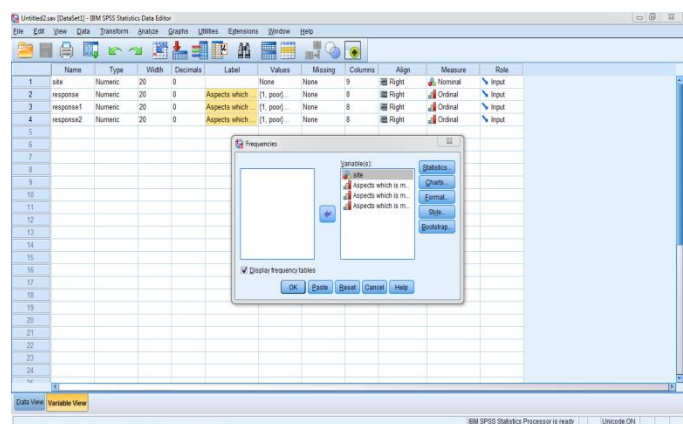 Untitled2.sav [DataSet1] - IBM SPSS Statistics Data Editor
File Edit View Data Transform Analyze Graphs Utilities Extensions Window Help
Name Type Width Decimals Label Values Missing Columns Align Measure Role
1 site Numeric 20 0 None None 9 Right Nominal Input
2 response Numeric 20 0 Aspects which ... {1, poor}... None 8 Right Ordinal Input
3 response1 Numeric 20 0 Aspects which ... {1, poor}... None 8 Right Ordinal Input
4 response2 Numeric 20 0 Aspects which ... {1, poor}... None 8 Right Ordinal Input
5
6
7
8
9
10
11
12
13
14
15
16
17
18
19
20
21
22
23
24
Frequencies
Variable(s):
site
Aspects which is m...
Aspects which is m...
Aspects which is m...
Statistics...
Charts...
Format...
Style...
Bootstrap...
Display frequency tables
OK Paste Reset Cancel Help
Data View Variable View
IBM SPSS Statistics Processor is ready Unicode:ON